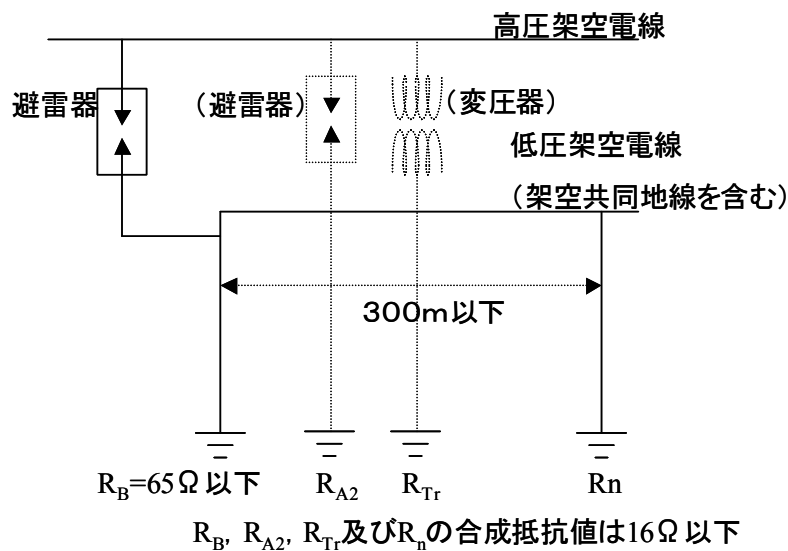 高圧架空電線
避雷器
（避雷器）
（変圧器）
低圧架空電線
（架空共同地線を含む）
300m以下
R_B=65Ω以下
R_A2
R_Tr
Rn
R_B, R_A2, R_Tr及びR_nの合成抵抗値は16Ω以下